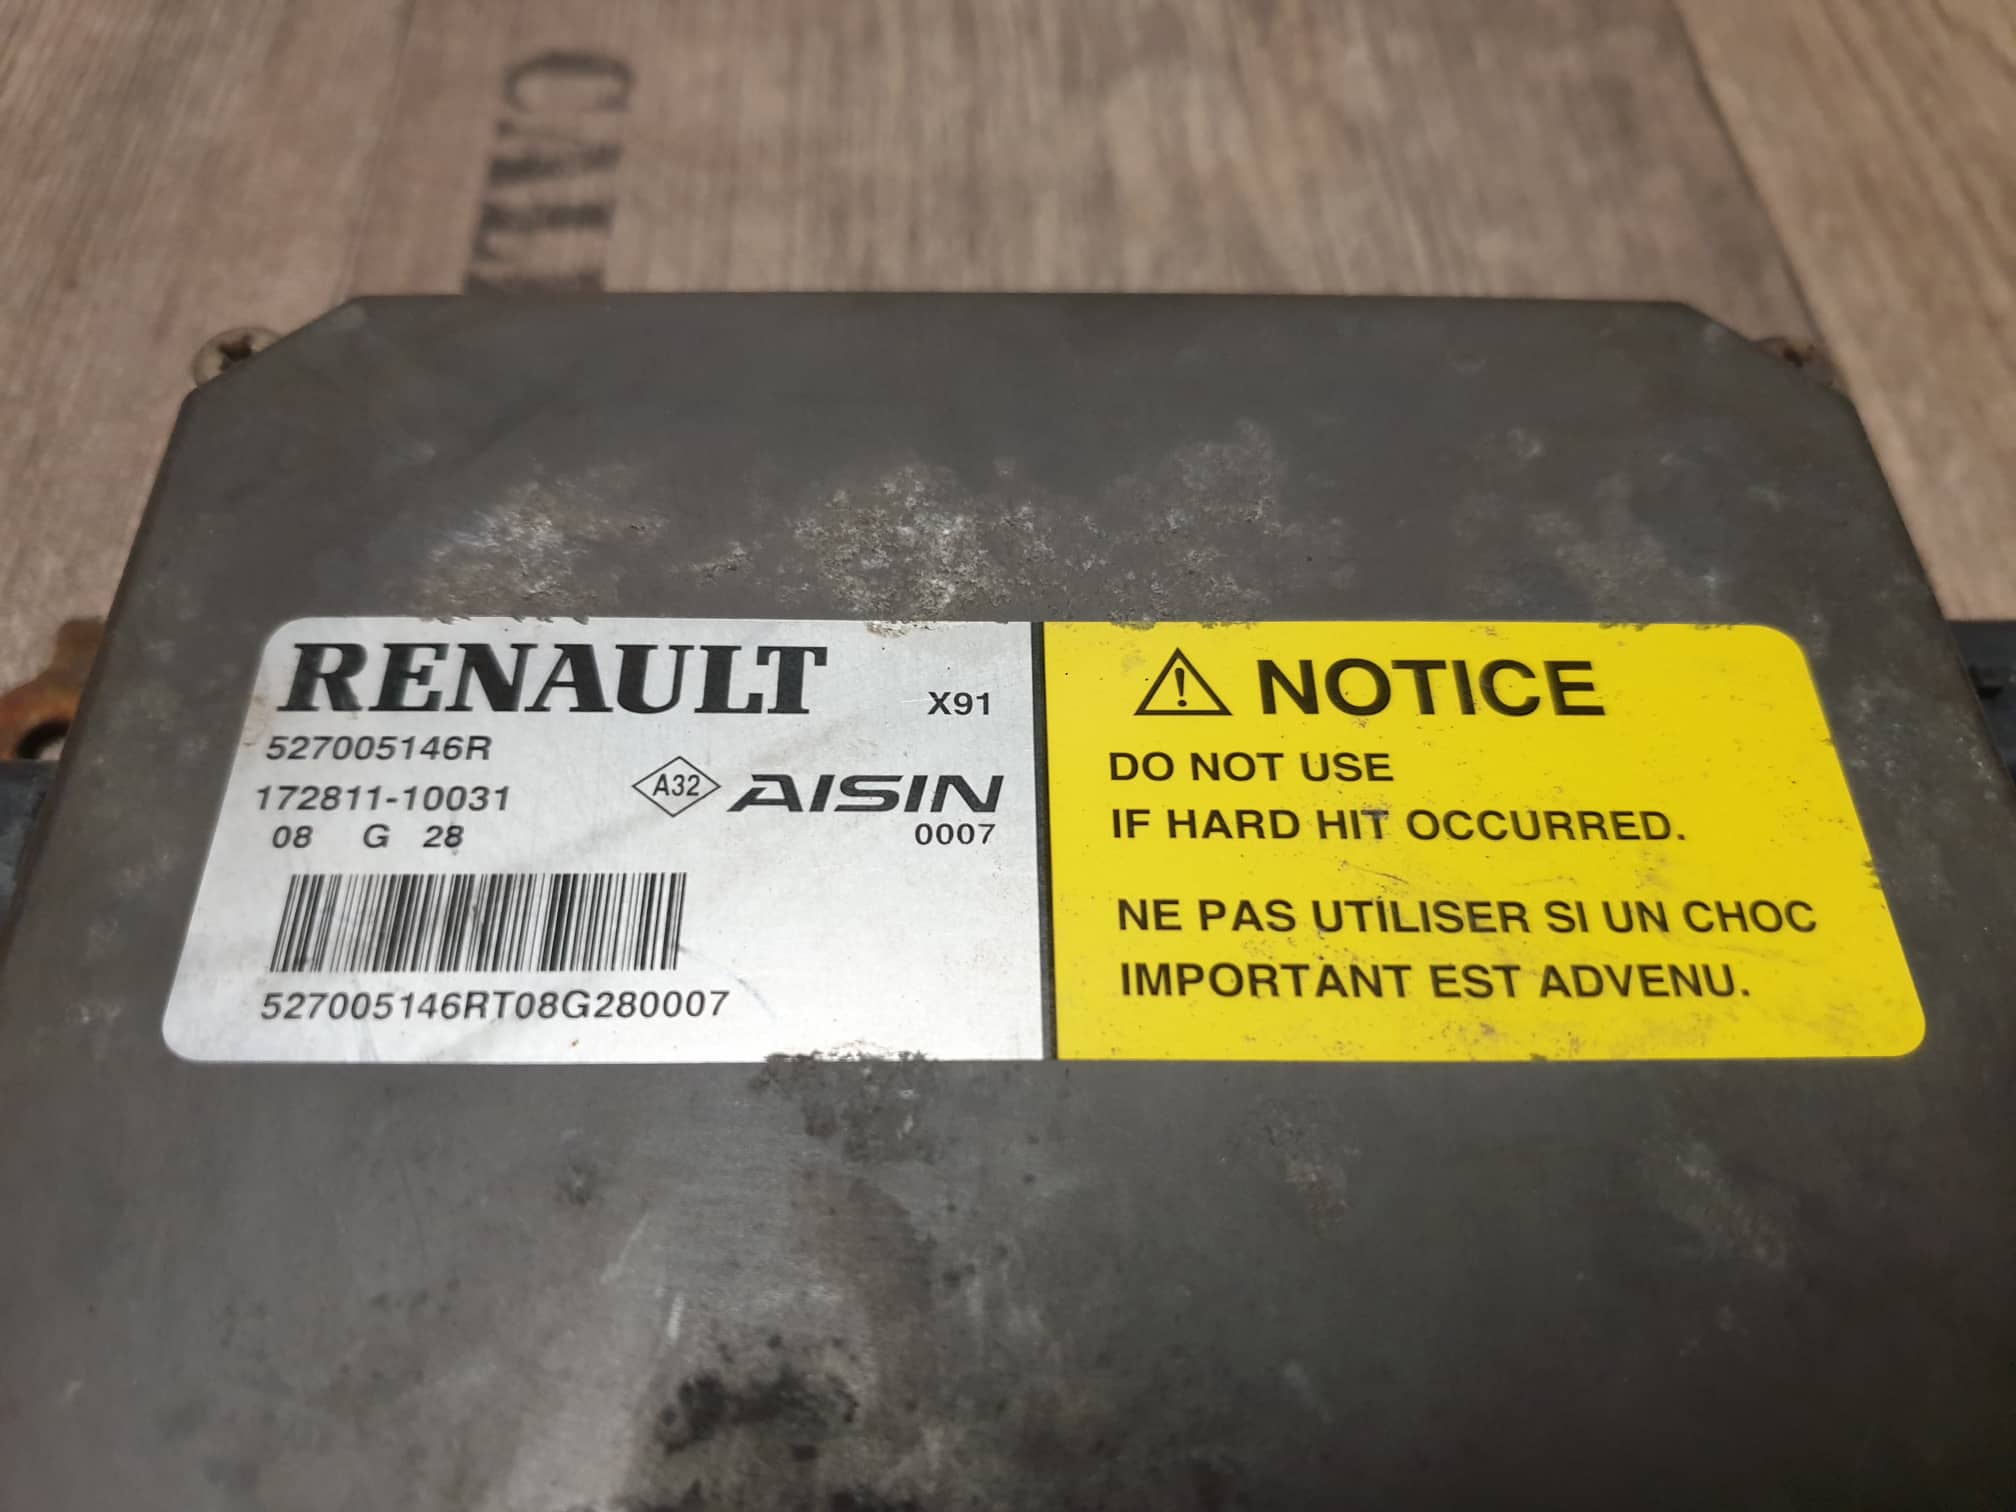 RENAULT X91
527005146R
172811-10031 A32 AISIN
08 G 28 0007
527005146RT08G280007
NOTICE
DO NOT USE
IF HARD HIT OCCURRED.
NE PAS UTILISER SI UN CHOC
IMPORTANT EST ADVENU.